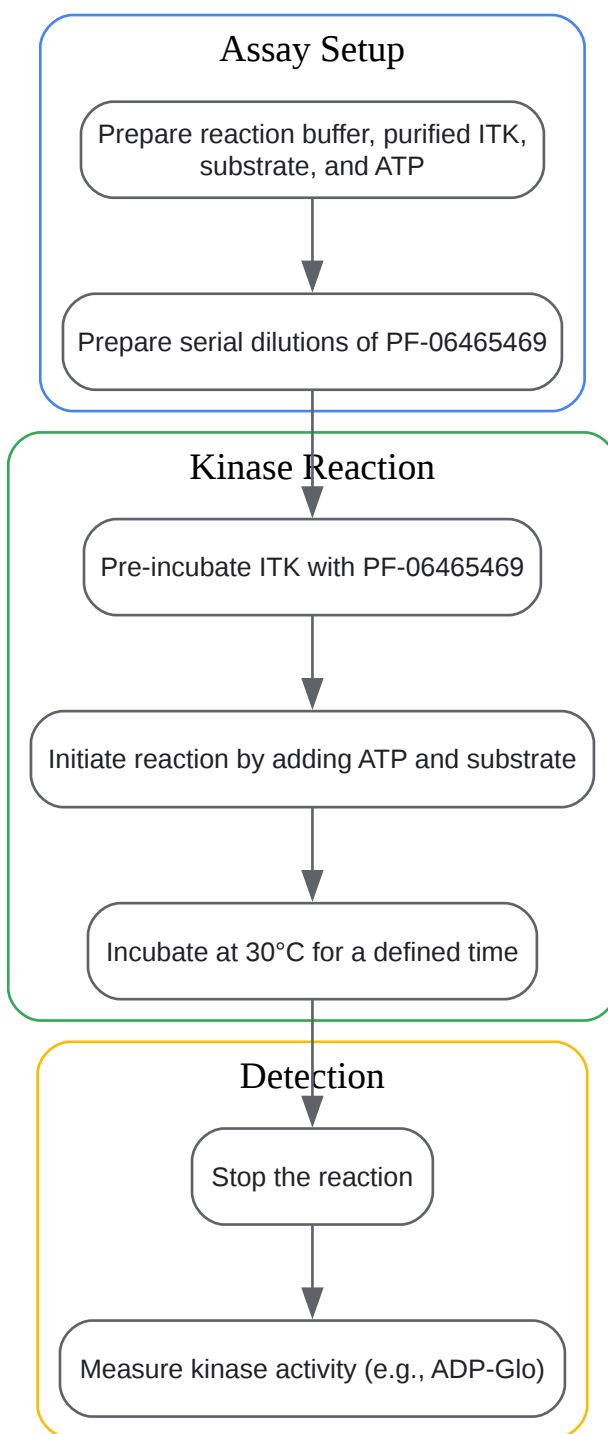 Assay Setup
Prepare reaction buffer, purified ITK,
substrate, and ATP
Prepare serial dilutions of PF-06465469
Kinase Reaction
Pre-incubate ITK with PF-06465469
Initiate reaction by adding ATP and substrate
Incubate at 30°C for a defined time
Detection
Stop the reaction
Measure kinase activity (e.g., ADP-Glo)